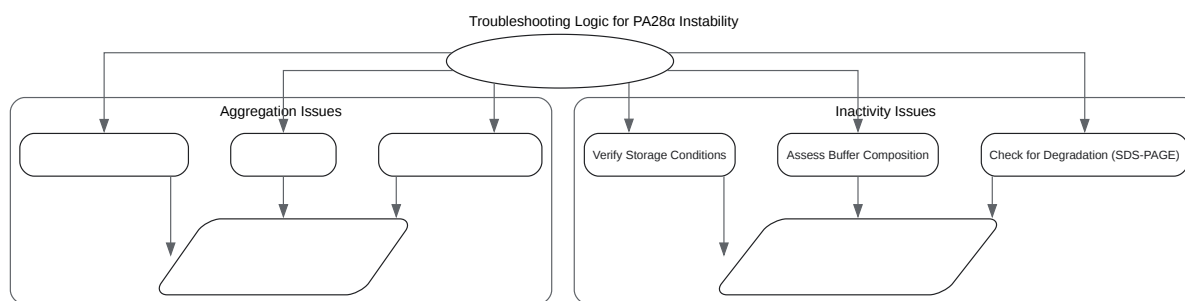 Troubleshooting Logic for PA28α Instability
Aggregation Issues
Inactivity Issues
Verify Storage Conditions
Assess Buffer Composition
Check for Degradation (SDS-PAGE)